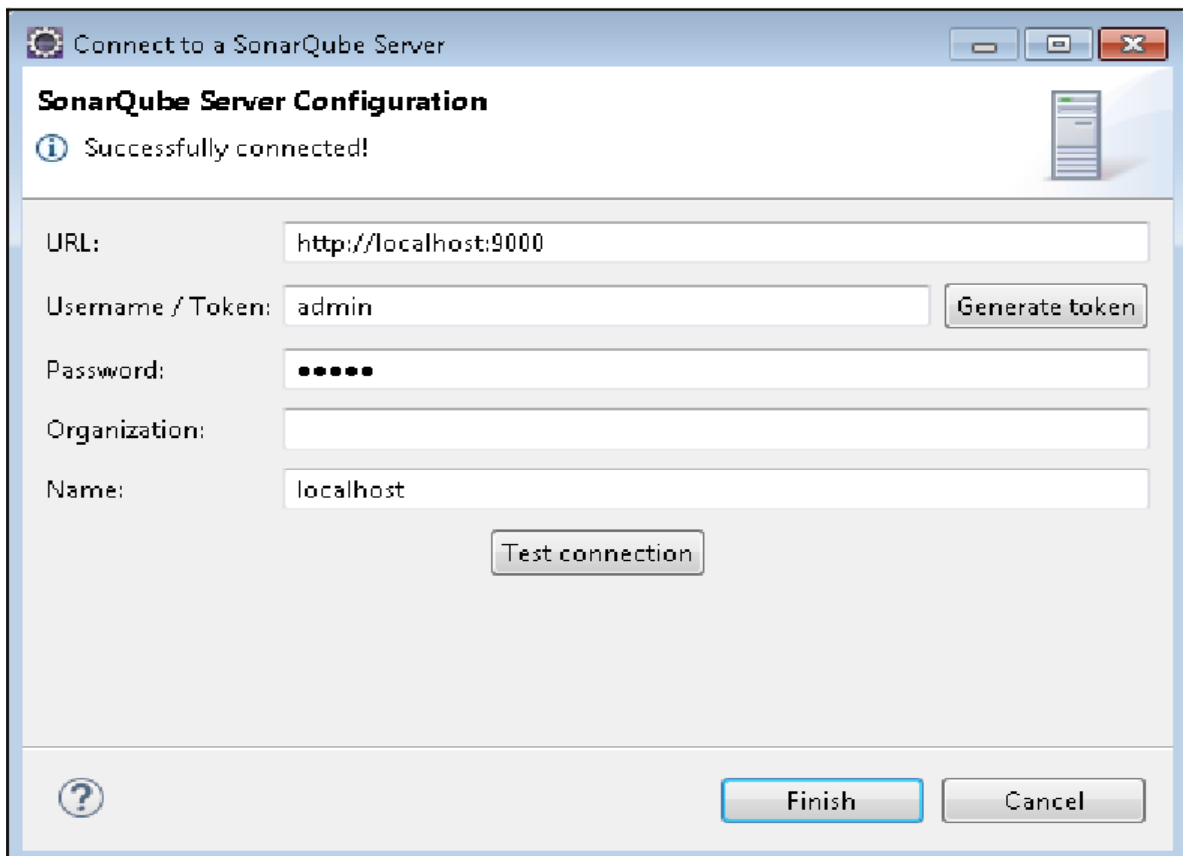 Connect to a SonarQube Server
SonarQube Server Configuration
Successfully connected!
URL: http://localhost:9000
Username / Token: admin Generate token
Password: •••••
Organization:
Name: localhost
Test connection
Finish Cancel